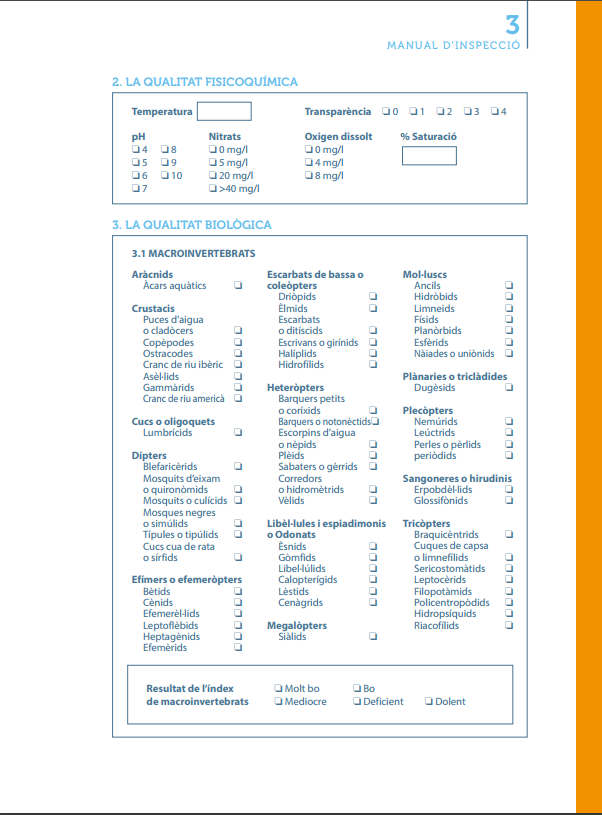 3
MANUAL D'INSPECCIÓ
2. LA QUALITAT FISICOQUÍMICA
Temperatura
Transparència ❏ 0 ❏ 1 ❏ 2 ❏ 3 ❏ 4
pH
❏ 4 ❏ 8
❏ 5 ❏ 9
❏ 6 ❏ 10
❏ 7
Nitrats
❏ 0 mg/l
❏ 5 mg/l
❏ 20 mg/l
❏ >40 mg/l
Oxigen dissolt
❏ 0 mg/l
❏ 4 mg/l
❏ 8 mg/l
% Saturació
3. LA QUALITAT BIOLÒGICA
3.1 MACROINVERTEBRATS
Aràcnids
Àcars aquàtics ❏
Crustacis
Puces d'aigua
o cladòcers ❏
Copèpodes ❏
Ostracodes ❏
Cranc de riu ibèric ❏
Asèl·lids ❏
Gammàrids ❏
Cranc de riu americà ❏
Cucs o oligoquets
Lumbrícids ❏
Dípters
Blefaricèrids ❏
Mosquits d'eixam
o quironòmids ❏
Mosquits o culícids ❏
Mosques negres
o simúlids ❏
Típules o tipúlids ❏
Cucs cua de rata
o sírfids ❏
Efímers o efemeròpters
Bètids ❏
Cènids ❏
Efemerèl·lids ❏
Leptoflèbids ❏
Heptagènids ❏
Efemèrids ❏
Escarbats de bassa o
coleòpters
Driòpids ❏
Èlmids ❏
Escarbats
o ditíscids ❏
Escrivans o girínids ❏
Halíplids ❏
Hidrofílids ❏
Heteròpters
Barquers petits
o coríxids ❏
Barquers o notonèctids ❏
Escorpins d'aigua
o nèpids ❏
Plèids ❏
Sabaters o gèrrids ❏
Corredors
o hidromètrids ❏
Vèlids ❏
Libèl·lules i espiadimonis
o Odonats
Èsnids ❏
Gòmfids ❏
Libel·lúlids ❏
Calopterígids ❏
Lèstids ❏
Cenàgrids ❏
Megalòpters
Siàlids ❏
Mol·luscs
Ancils ❏
Hidròbids ❏
Limneids ❏
Físids ❏
Planòrbids ❏
Esfèrids ❏
Nàiades o uniònids ❏
Plànaries o tricLàdides
Dugèsids ❏
Plecòpters
Nemúrids ❏
Leúctrids ❏
Perles o pèrlids ❏
periòdids ❏
Sangoneres o hirudinis
Erpobdèl·lids ❏
Glossifònids ❏
Tricòpters
Braquicèntrids ❏
Cuques de capsa
o limnefílids ❏
Sericostomàtids ❏
Leptocèrids ❏
Filopotàmids ❏
Policentropòdids ❏
Hidropsíquids ❏
Riacofílids ❏
Resultat de l'índex
de macroinvertebrats
❏ Molt bo ❏ Bo
❏ Mediocre ❏ Deficient ❏ Dolent